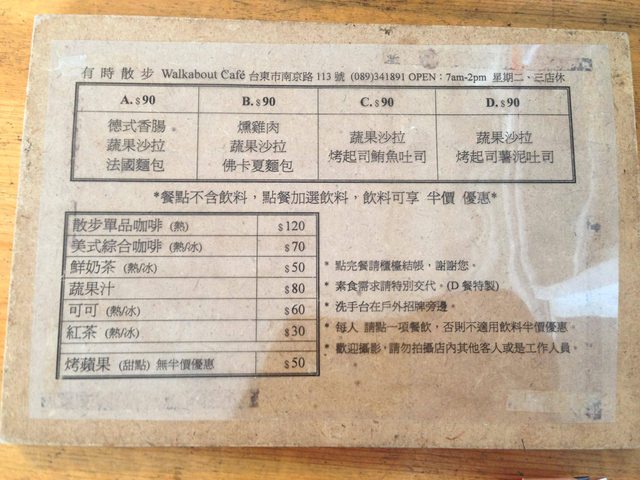 有時散步 Walkabout Café 台東市南京路 113 號 (089)341891 OPEN:7am-2pm 星期二、三店休
A. $90 B. $90 C. $90 D. $90
德式香腸
蔬果沙拉
法國麵包
燻雞肉
蔬果沙拉
佛卡夏麵包
蔬果沙拉
烤起司鮪魚吐司
蔬果沙拉
烤起司薯泥吐司
*餐點不含飲料,點餐加選飲料,飲料可享 半價 優惠*
散步單品咖啡 (熱) $120
美式綜合咖啡 (熱/冰) $70
鮮奶茶 (熱/冰) $50
蔬果汁 $80
可可 (熱/冰) $60
紅茶 (熱/冰) $30
烤蘋果 (甜點) 無半價優惠 $50
* 點完餐請櫃檯結帳,謝謝您。
* 素食需求請特別交代。(D 餐特製)
* 洗手台在戶外招牌旁邊。
* 每人 請點一項餐飲,否則不適用飲料半價優惠。
* 歡迎攝影,請勿拍攝店內其他客人或是工作人員。